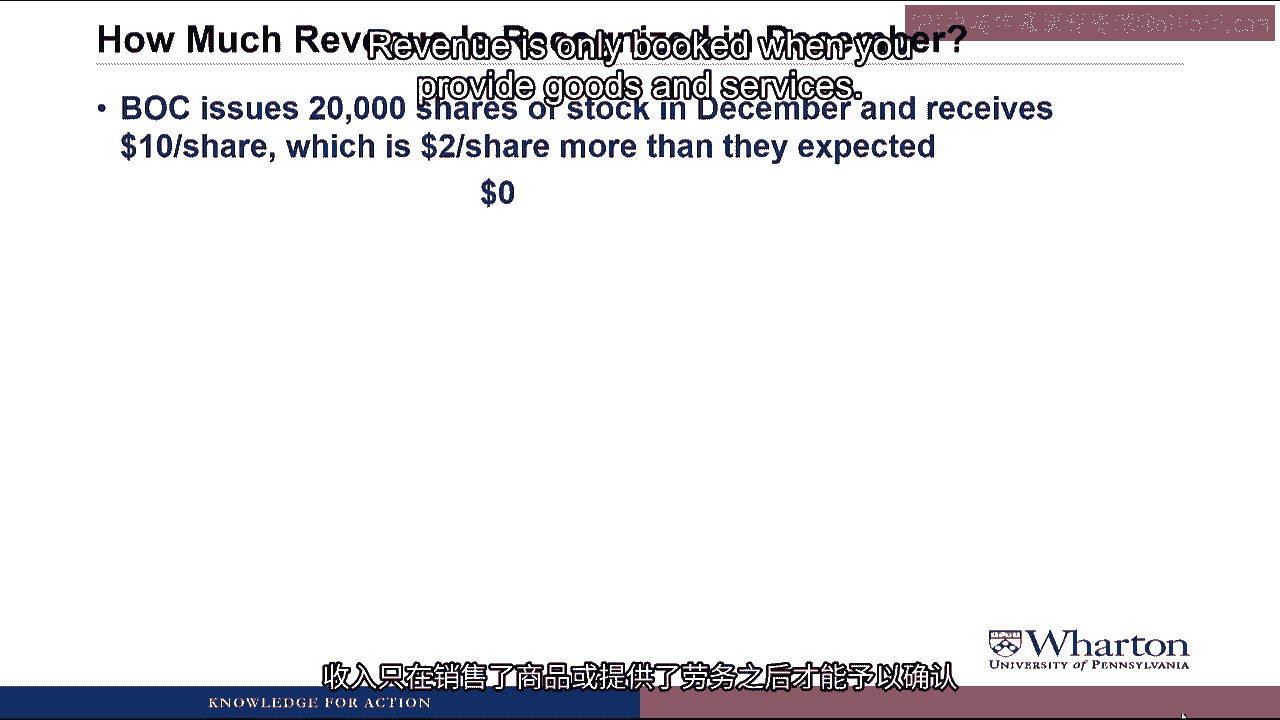 How Much Revenue Is Recognized in December?
Revenue is only booked when you
provide goods and services.
• BOC issues 20,000 shares of stock in December and receives
$10/share, which is $2/share more than they expected
$0
Wharton
UNIVERSITY of PENNSYLVANIA
收入只在销售了商品或提供了劳务之后才能予以确认
KNOWLEDGE FOR ACTION